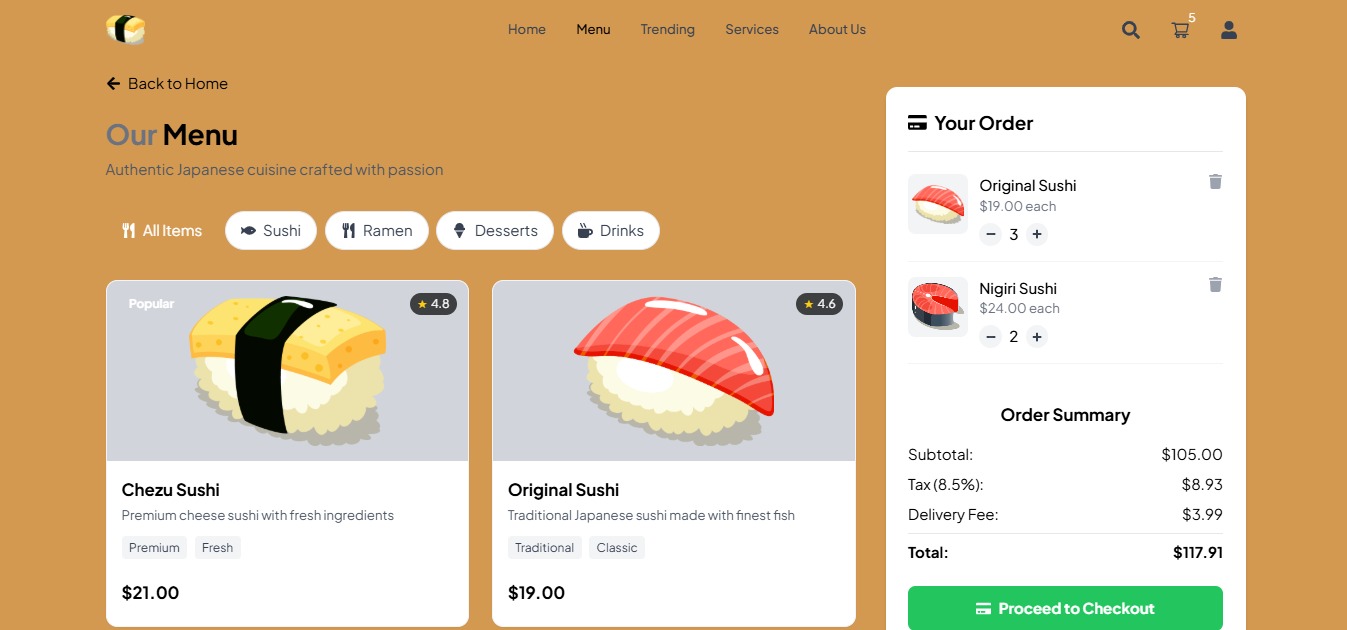 Home Menu Trending Services About Us 5
Back to Home
Our Menu
Authentic Japanese cuisine crafted with passion
All Items Sushi Ramen Desserts Drinks
Popular ★ 4.8
Chezu Sushi
Premium cheese sushi with fresh ingredients
Premium Fresh
$21.00
★ 4.6
Original Sushi
Traditional Japanese sushi made with finest fish
Traditional Classic
$19.00
Your Order
Original Sushi
$19.00 each
− 3 +
Nigiri Sushi
$24.00 each
− 2 +
Order Summary
Subtotal: $105.00
Tax (8.5%): $8.93
Delivery Fee: $3.99
Total: $117.91
Proceed to Checkout